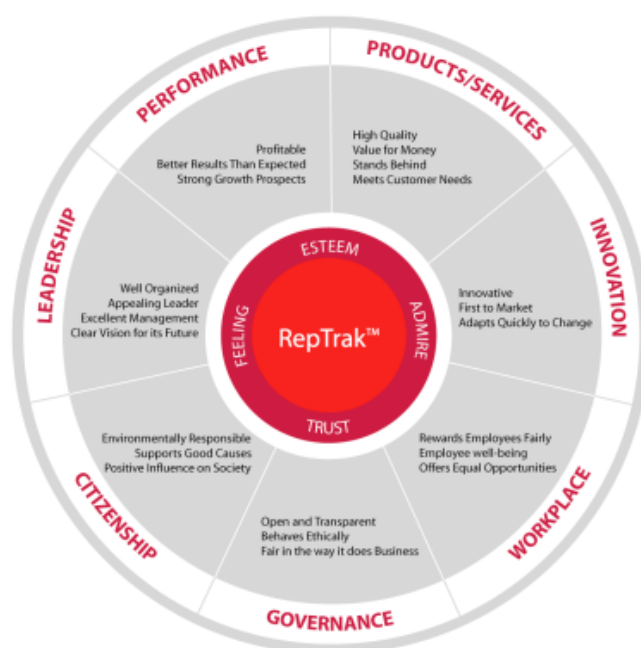 PERFORMANCE
Profitable
Better Results Than Expected
Strong Growth Prospects
PRODUCTS/SERVICES
High Quality
Value for Money
Stands Behind
Meets Customer Needs
INNOVATION
Innovative
First to Market
Adapts Quickly to Change
WORKPLACE
Rewards Employees Fairly
Employee well-being
Offers Equal Opportunities
GOVERNANCE
Open and Transparent
Behaves Ethically
Fair in the way it does Business
CITIZENSHIP
Environmentally Responsible
Supports Good Causes
Positive Influence on Society
LEADERSHIP
Well Organized
Appealing Leader
Excellent Management
Clear Vision for its Future
ESTEEM
ADMIRE
TRUST
FEELING
RepTrak™